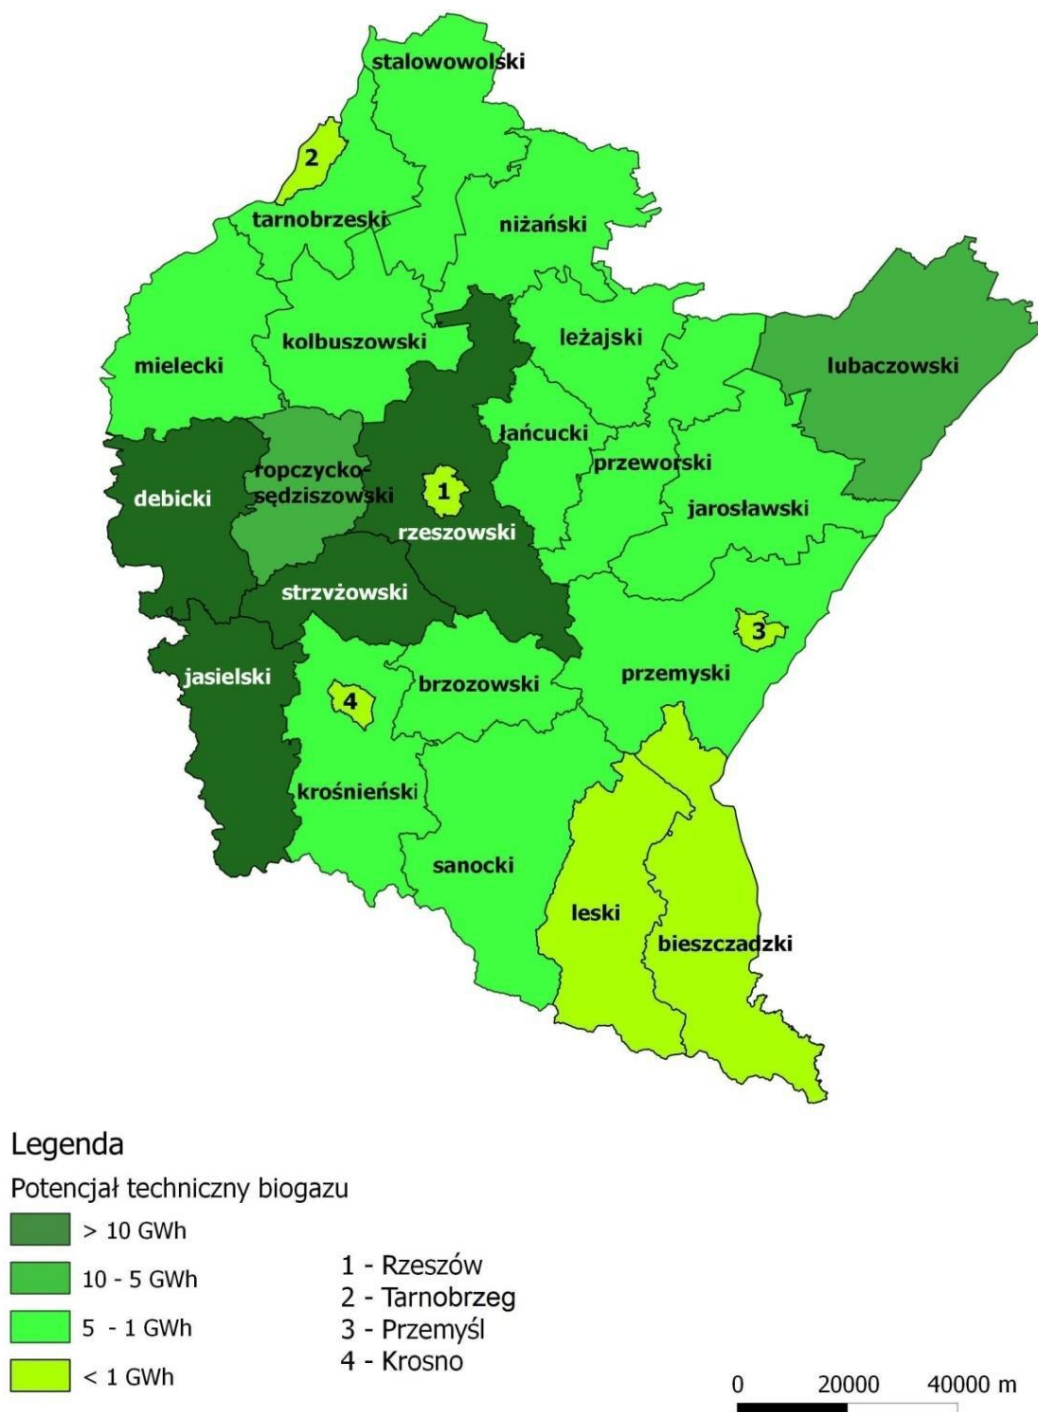 stalowowolski
2
tarnobrzeski
niżański
kolbuszowski
leżajski
mielecki
lubaczowski
łańcucki
ropczycko-
sędziszowski
przeworski
debicki
1
jarosławski
rzeszowski
strzyżowski
3
jasielski
brzozowski
przemyski
4
krośnieński
sanocki
leski
bieszczadzki
Legenda
Potencjał techniczny biogazu
> 10 GWh
10 - 5 GWh
5 - 1 GWh
< 1 GWh
1 - Rzeszów
2 - Tarnobrzeg
3 - Przemyśl
4 - Krosno
0 20000 40000 m